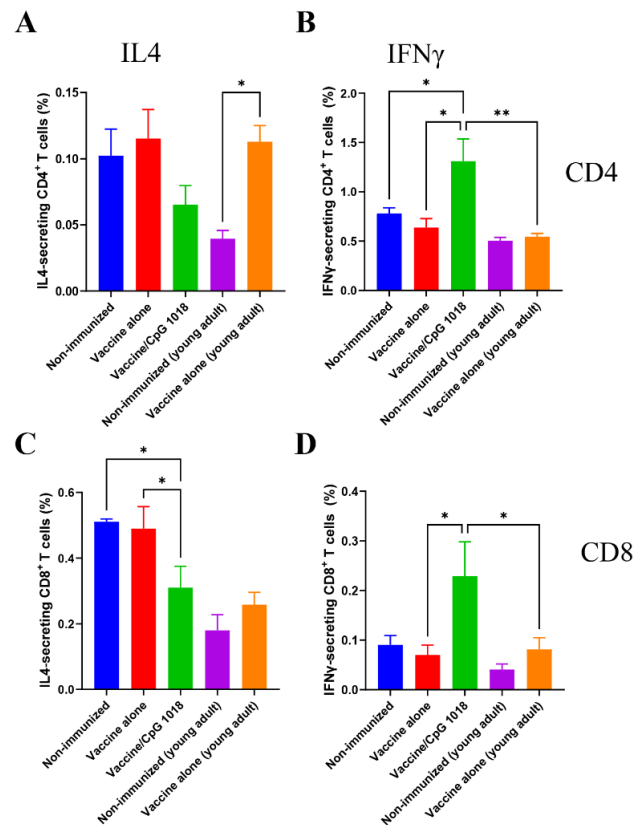 A
IL4
IL4-secreting CD4+ T cells (%)
0.15
0.10
0.05
0.00
*
Non-immunized
Vaccine alone
Vaccine/CpG 1018
Non-immunized (young adult)
Vaccine alone (young adult)
B
IFNγ
CD4
IFNγ-secreting CD4+ T cells (%)
2.0
1.5
1.0
0.5
0.0
*
*
**
Non-immunized
Vaccine alone
Vaccine/CpG 1018
Non-immunized (young adult)
Vaccine alone (young adult)
C
IL4-secreting CD8+ T cells (%)
0.6
0.4
0.2
0.0
*
*
Non-immunized
Vaccine alone
Vaccine/CpG 1018
Non-immunized (young adult)
Vaccine alone (young adult)
D
CD8
IFNγ-secreting CD8+ T cells (%)
0.4
0.3
0.2
0.1
0.0
*
*
Non-immunized
Vaccine alone
Vaccine/CpG 1018
Non-immunized (young adult)
Vaccine alone (young adult)